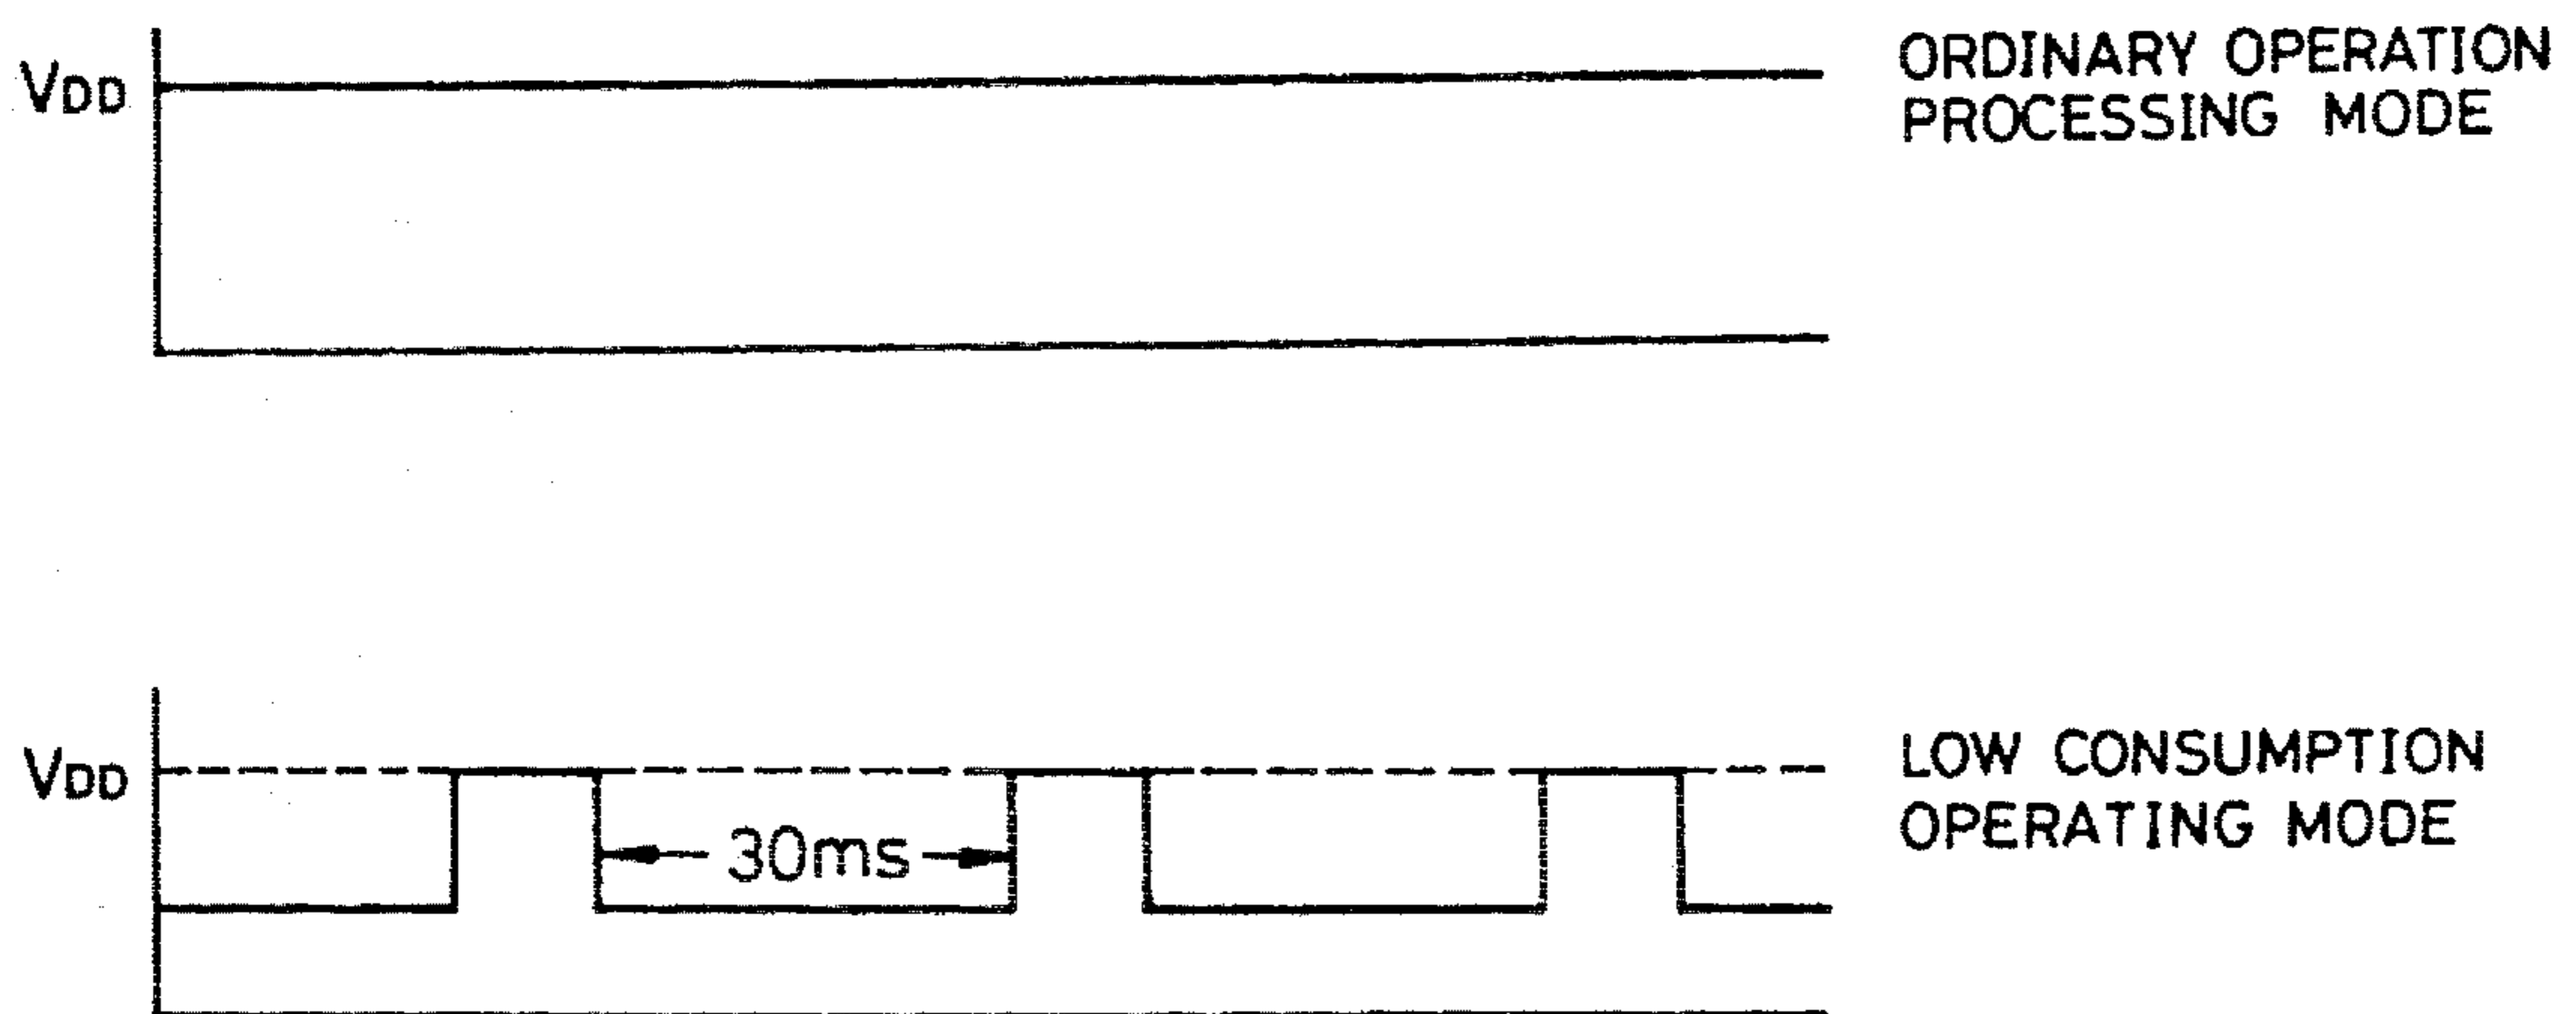 VDD
ORDINARY OPERATION
PROCESSING MODE
VDD
LOW CONSUMPTION
OPERATING MODE
30ms